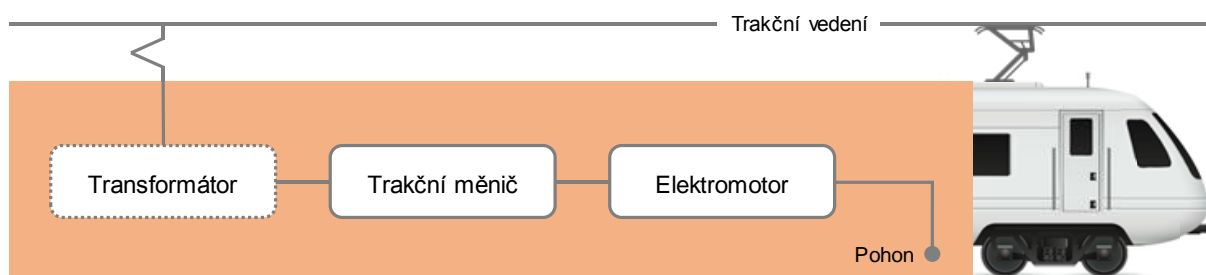 Trakční vedení
Transformátor
Trakční měnič
Elektromotor
Pohon